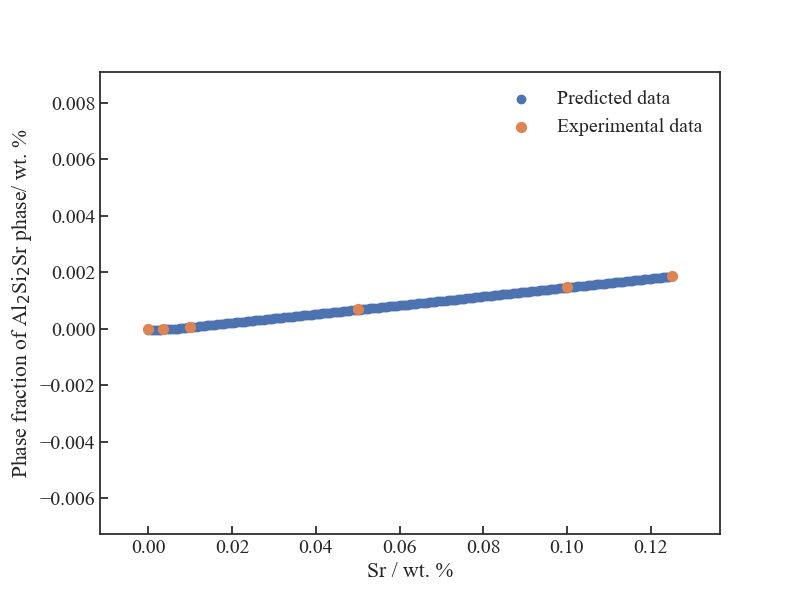 Predicted data
Experimental data
0.008
0.006
0.004
0.002
0.000
−0.002
−0.004
−0.006
Phase fraction of Al₂Si₂Sr phase/ wt. %
0.00 0.02 0.04 0.06 0.08 0.10 0.12
Sr / wt. %